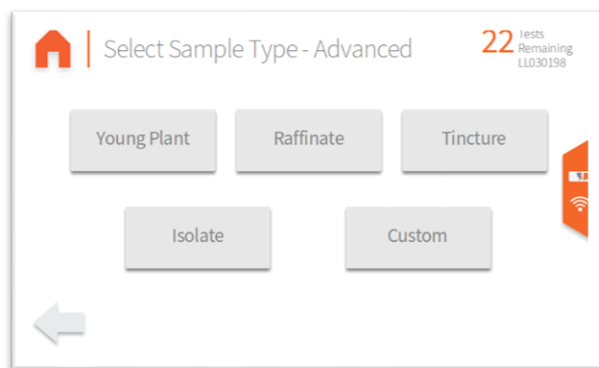 Select Sample Type - Advanced
22 Tests
Remaining
LL030198
Young Plant Raffinate Tincture
Isolate Custom